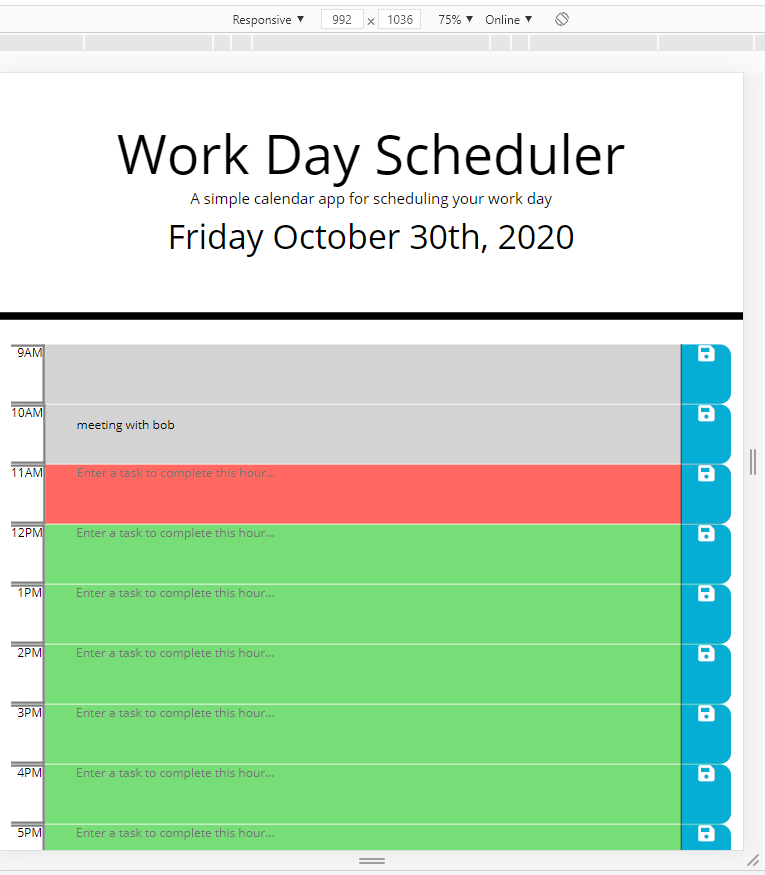 Responsive ▼ 992 × 1036 75% ▼ Online ▼
Work Day Scheduler
A simple calendar app for scheduling your work day
Friday October 30th, 2020
9AM
10AM meeting with bob
11AM Enter a task to complete this hour...
12PM Enter a task to complete this hour...
1PM Enter a task to complete this hour...
2PM Enter a task to complete this hour...
3PM Enter a task to complete this hour...
4PM Enter a task to complete this hour...
5PM Enter a task to complete this hour...